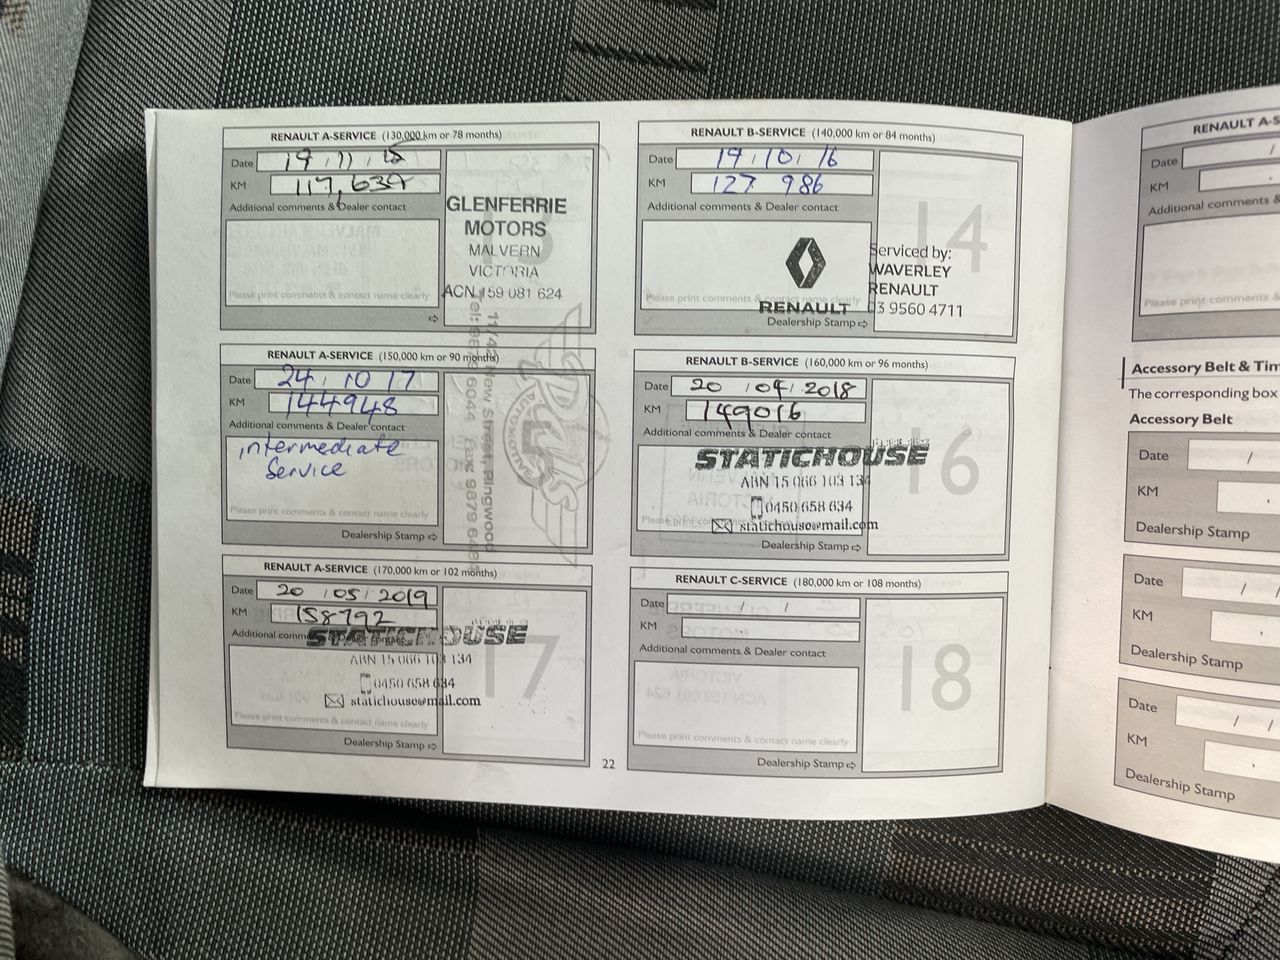 RENAULT A-SERVICE (130,000 km or 78 months)
Date 19 . 11 . 15
KM 117,639
Additional comments & Dealer contact
GLENFERRIE
MOTORS
MALVERN
VICTORIA
ACN 159 081 624
Please print comments & contact name clearly
RENAULT B-SERVICE (140,000 km or 84 months)
Date 19 / 10 / 16
KM 127 986
Additional comments & Dealer contact
14
Serviced by:
WAVERLEY
RENAULT
03 9560 4711
Please print comments & contact name clearly
RENAULT
Dealership Stamp ⇨
RENAULT A-SERVICE (150,000 km or 90 months)
Date 24 / 10 17
KM 144948
Additional comments & Dealer contact
intermediate
Service
Please print comments & contact name clearly
Dealership Stamp ⇨
New Street, Ringwood
RENAULT B-SERVICE (160,000 km or 96 months)
Date 20 / 04 / 2018
KM 149016
Additional comments & Dealer contact
16
STATICHOUSE
ABN 15 066 103 134
0450 658 634
statichouse@mail.com
Dealership Stamp ⇨
RENAULT A-SERVICE (170,000 km or 102 months)
Date 20 / 05 / 2019
KM 158792
Additional comments & Dealer contact
17
STATICHOUSE
ABN 15 066 103 134
0450 658 634
statichouse@mail.com
Please print comments & contact name clearly
Dealership Stamp ⇨
RENAULT C-SERVICE (180,000 km or 108 months)
Date / /
KM
Additional comments & Dealer contact
18
Please print comments & contact name clearly
Dealership Stamp ⇨
22
RENAULT
Date /
KM
Additional comments &
Please print comments &
Accessory Belt &
The corresponding box
Accessory Belt
Date /
KM
Dealership Stamp
Date / /
KM
Dealership Stamp
Date / /
KM
Dealership Stamp